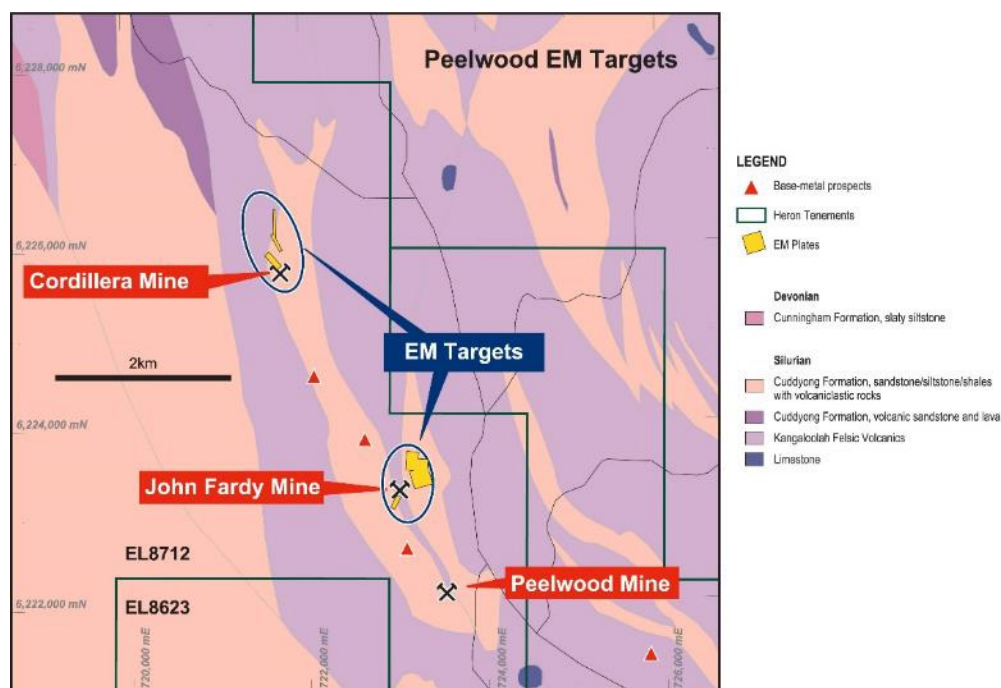 Peelwood EM Targets
6,228,000 mN
6,226,000 mN
Cordillera Mine
EM Targets
2km
6,224,000 mN
John Fardy Mine
EL8712
Peelwood Mine
6,222,000 mN
EL8623
720,000 mE
722,000 mE
724,000 mE
726,000 mE
LEGEND
Base-metal prospects
Heron Tenements
EM Plates
Devonian
Cunningham Formation, slaty siltstone
Silurian
Cuddyong Formation, sandstone/siltstone/shales
with volcaniclastic rocks
Cuddyong Formation, volcanic sandstone and lava
Kangaloolah Felsic Volcanics
Limestone